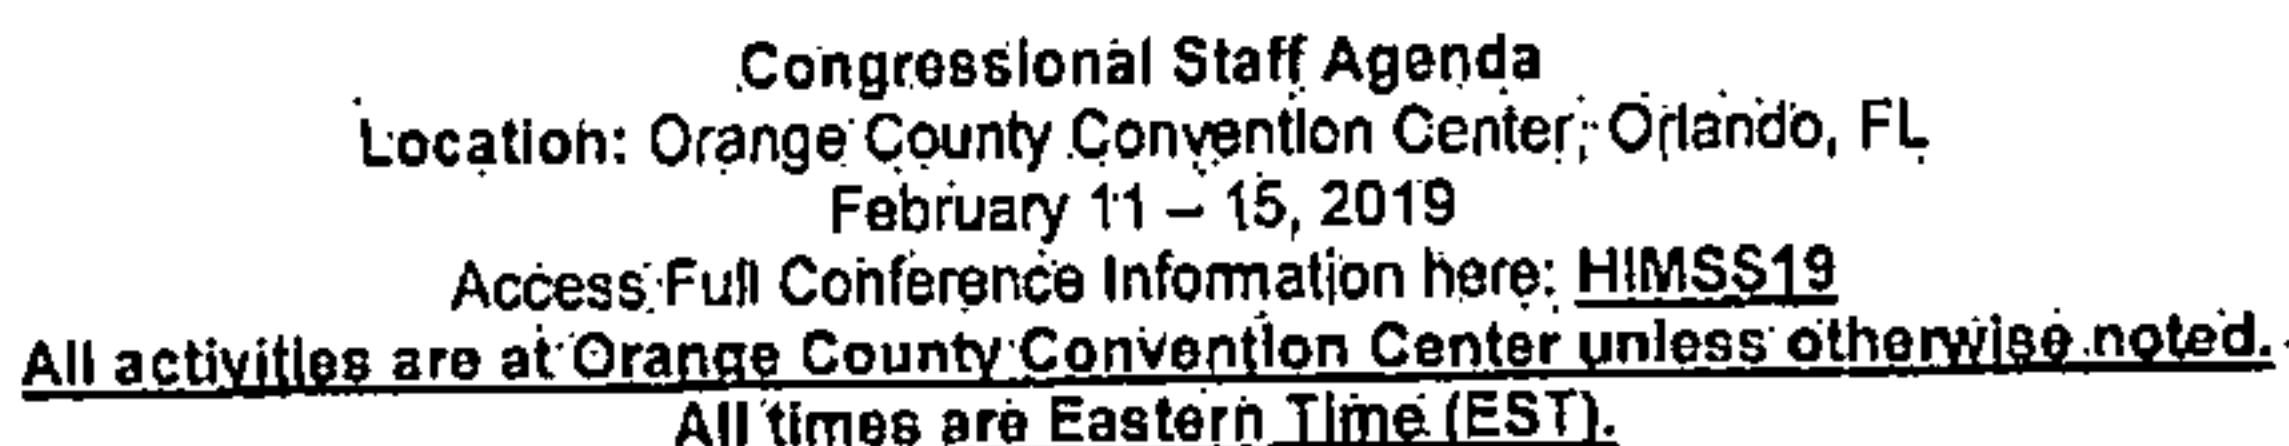 Congressional Staff Agenda
Location: Orange County Convention Center, Orlando, FL
February 11 – 15, 2019
Access Full Conference Information here: HIMSS19
All activities are at Orange County Convention Center unless otherwise noted.
All times are Eastern Time (EST).